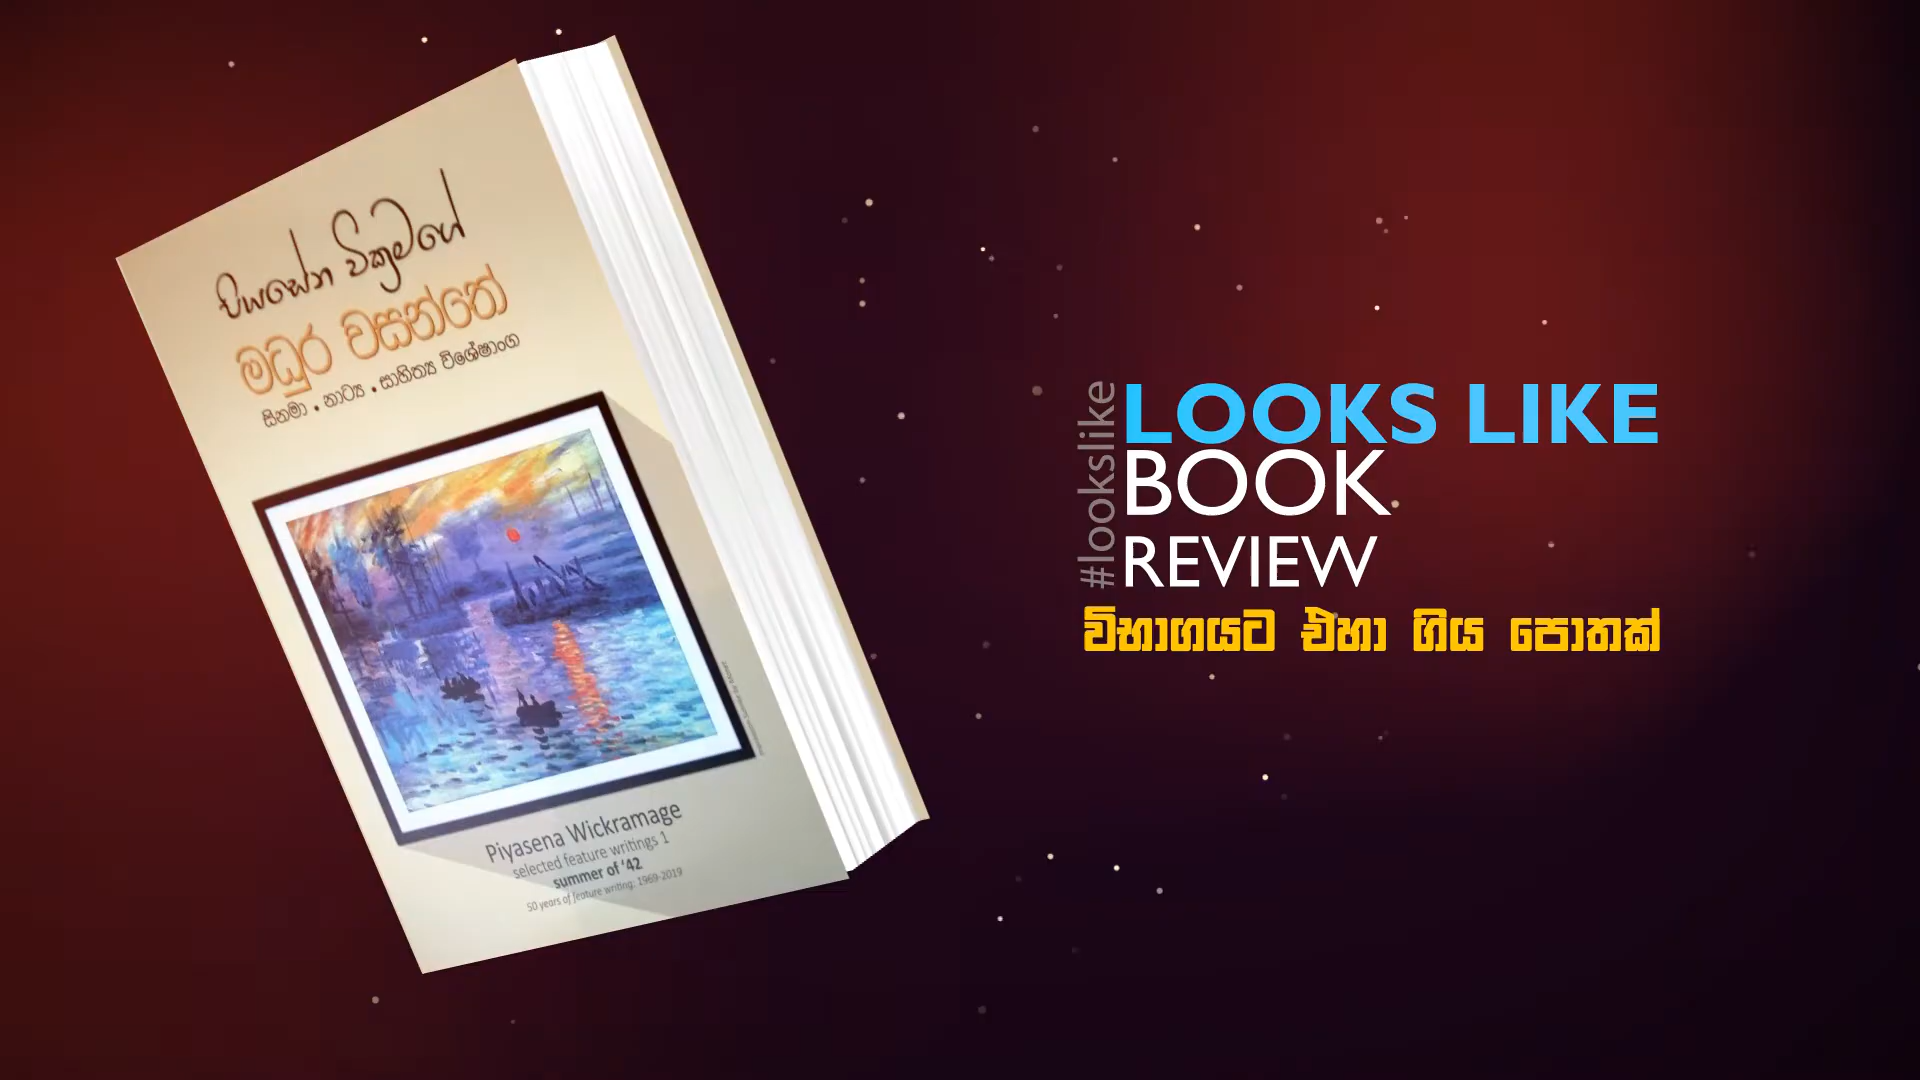 පියසේන වික්‍රමගේ
මධුර වසන්තේ
සිනමා . නාට්‍ය . සාහිත්‍ය විශේෂාංග
Piyasena Wickramage
selected feature writings 1
summer of '42
50 years of feature writing: 1969-2019
#lookslike
LOOKS LIKE
BOOK
REVIEW
විභාගයට එහා ගිය පොතක්